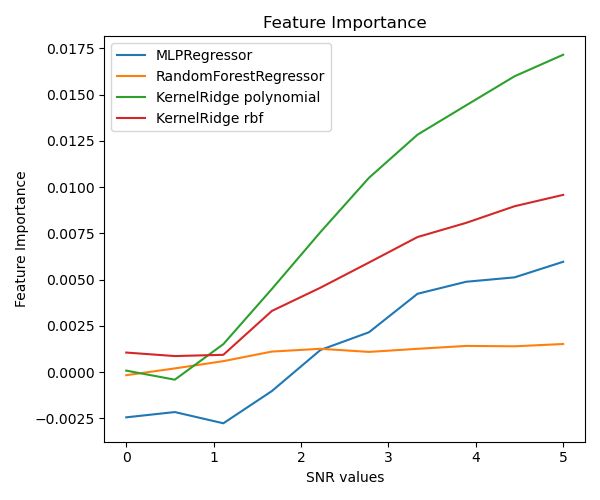 Feature Importance
MLPRegressor
RandomForestRegressor
KernelRidge polynomial
KernelRidge rbf
0.0175
0.0150
0.0125
0.0100
0.0075
0.0050
0.0025
0.0000
−0.0025
Feature Importance
0 1 2 3 4 5
SNR values